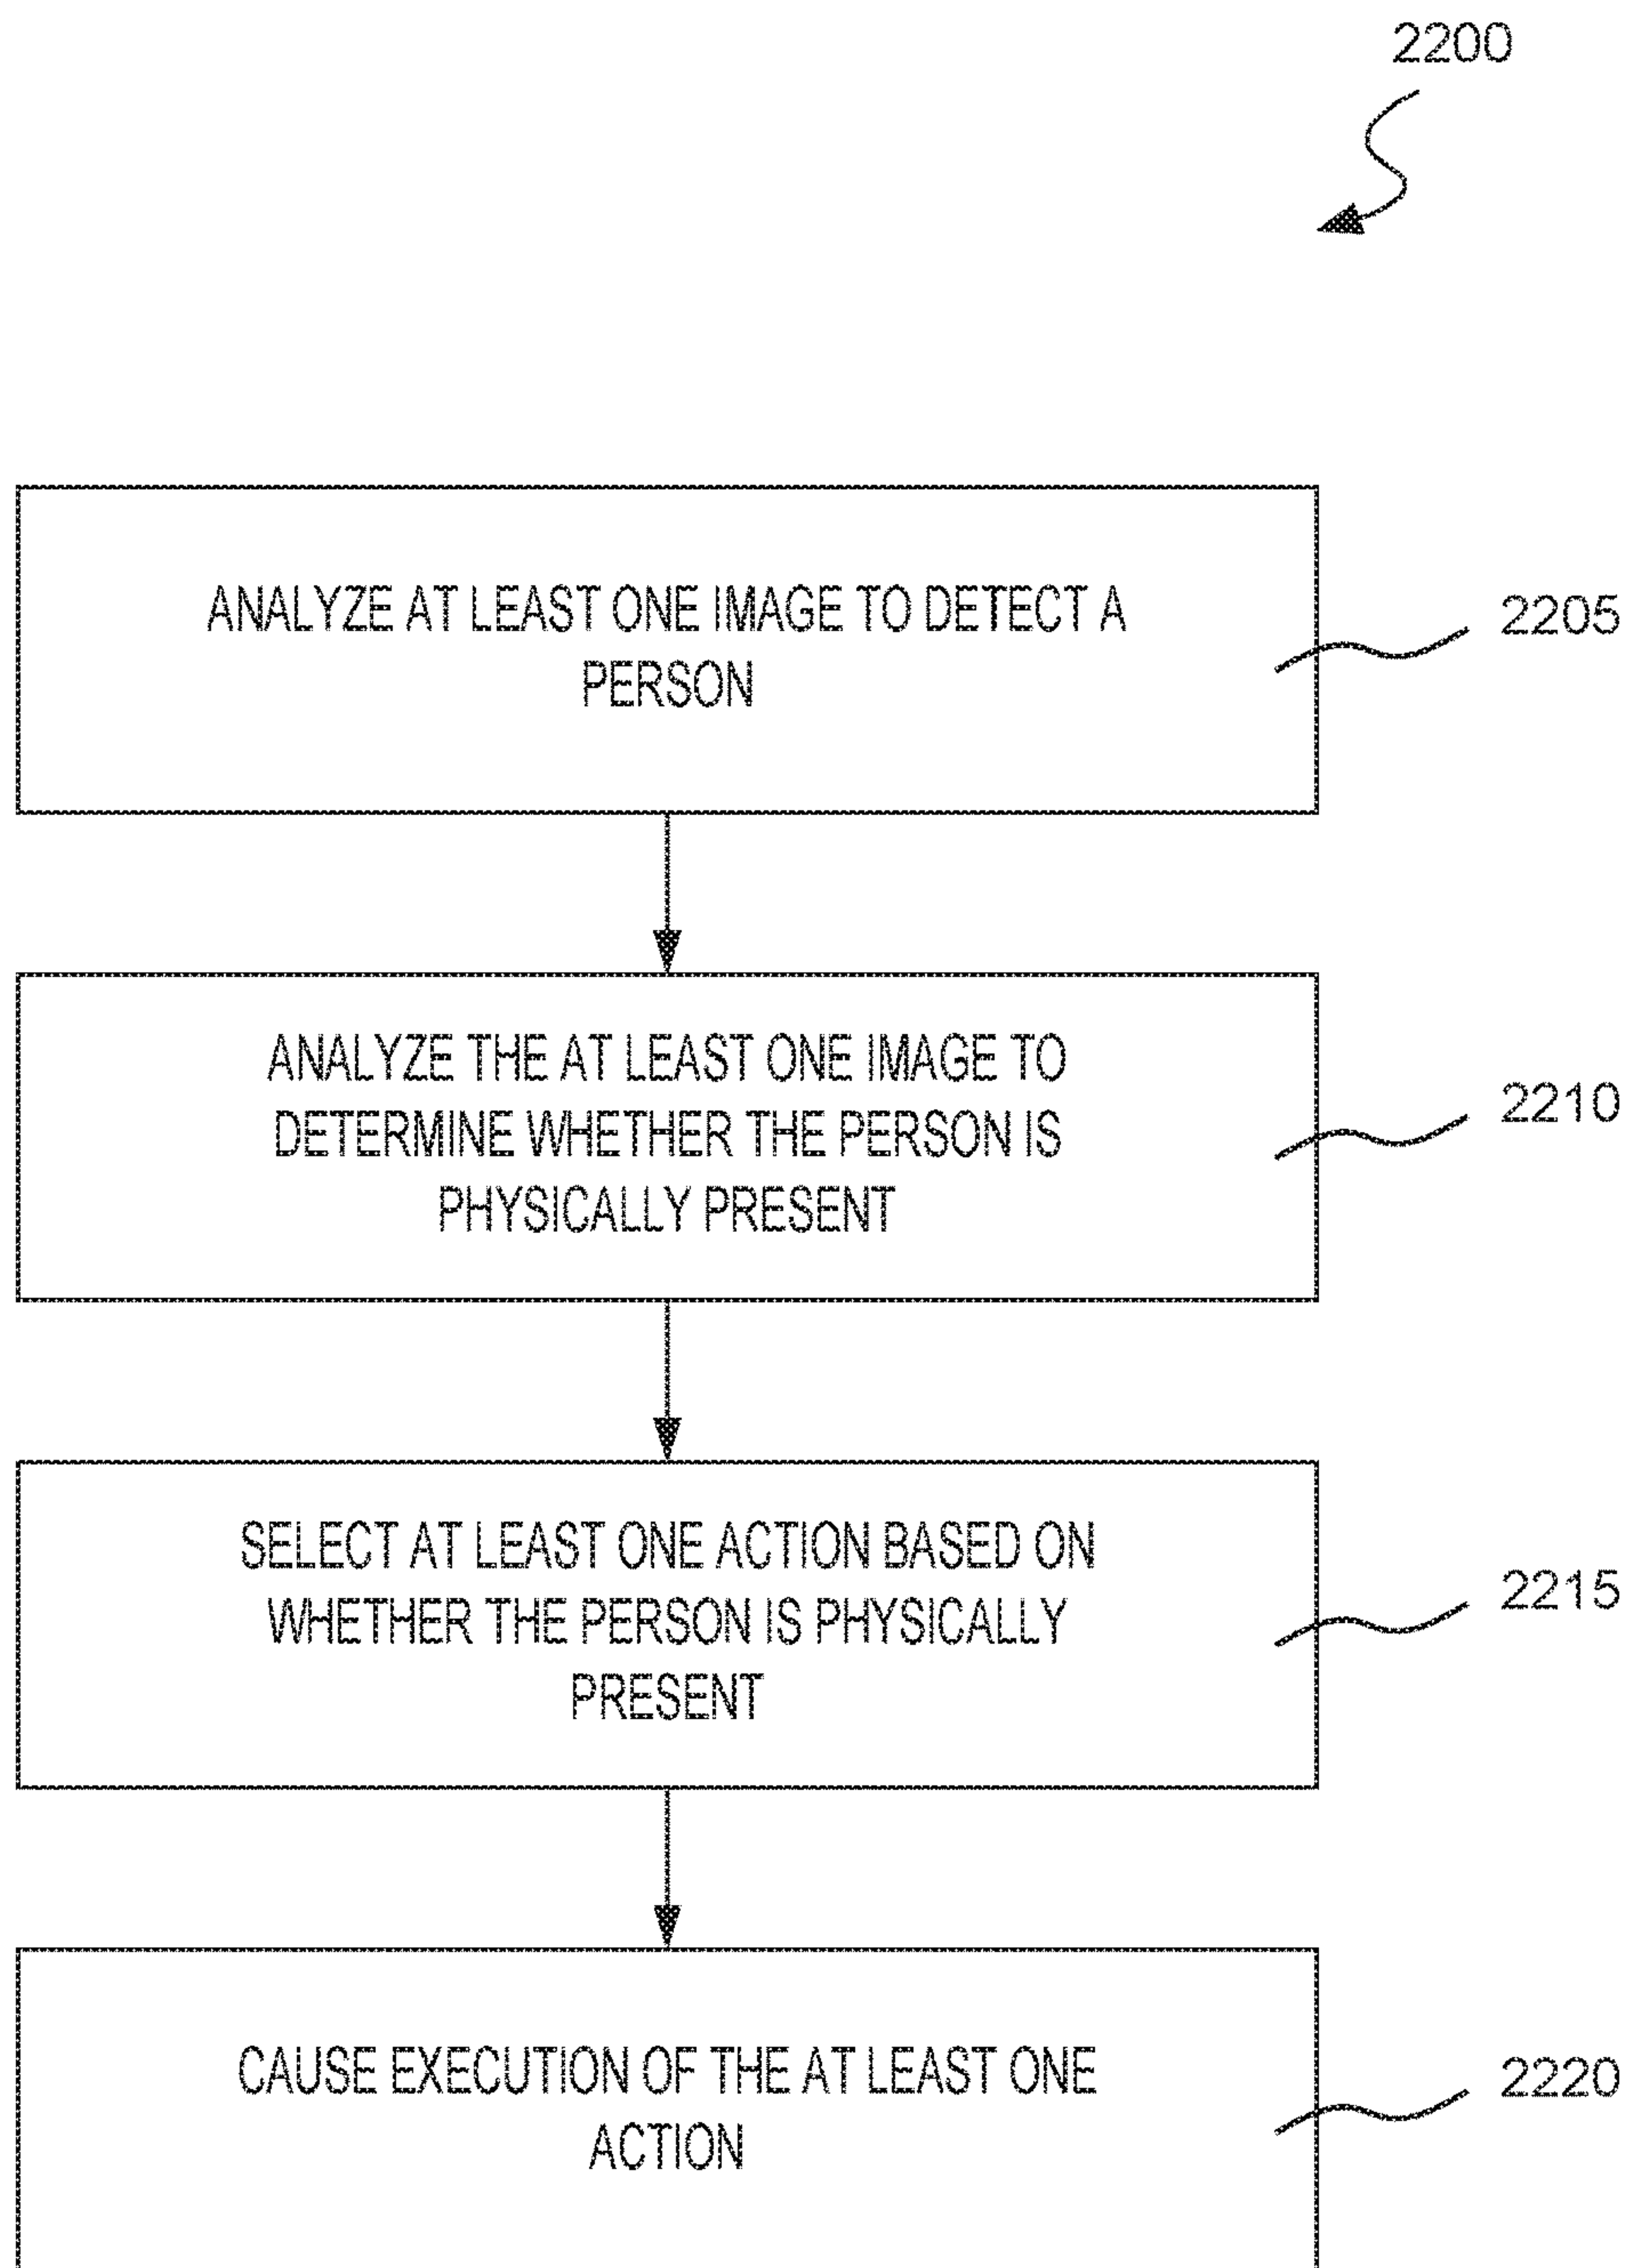 2200
ANALYZE AT LEAST ONE IMAGE TO DETECT A
PERSON
2205
ANALYZE THE AT LEAST ONE IMAGE TO
DETERMINE WHETHER THE PERSON IS
PHYSICALLY PRESENT
2210
SELECT AT LEAST ONE ACTION BASED ON
WHETHER THE PERSON IS PHYSICALLY
PRESENT
2215
CAUSE EXECUTION OF THE AT LEAST ONE
ACTION
2220